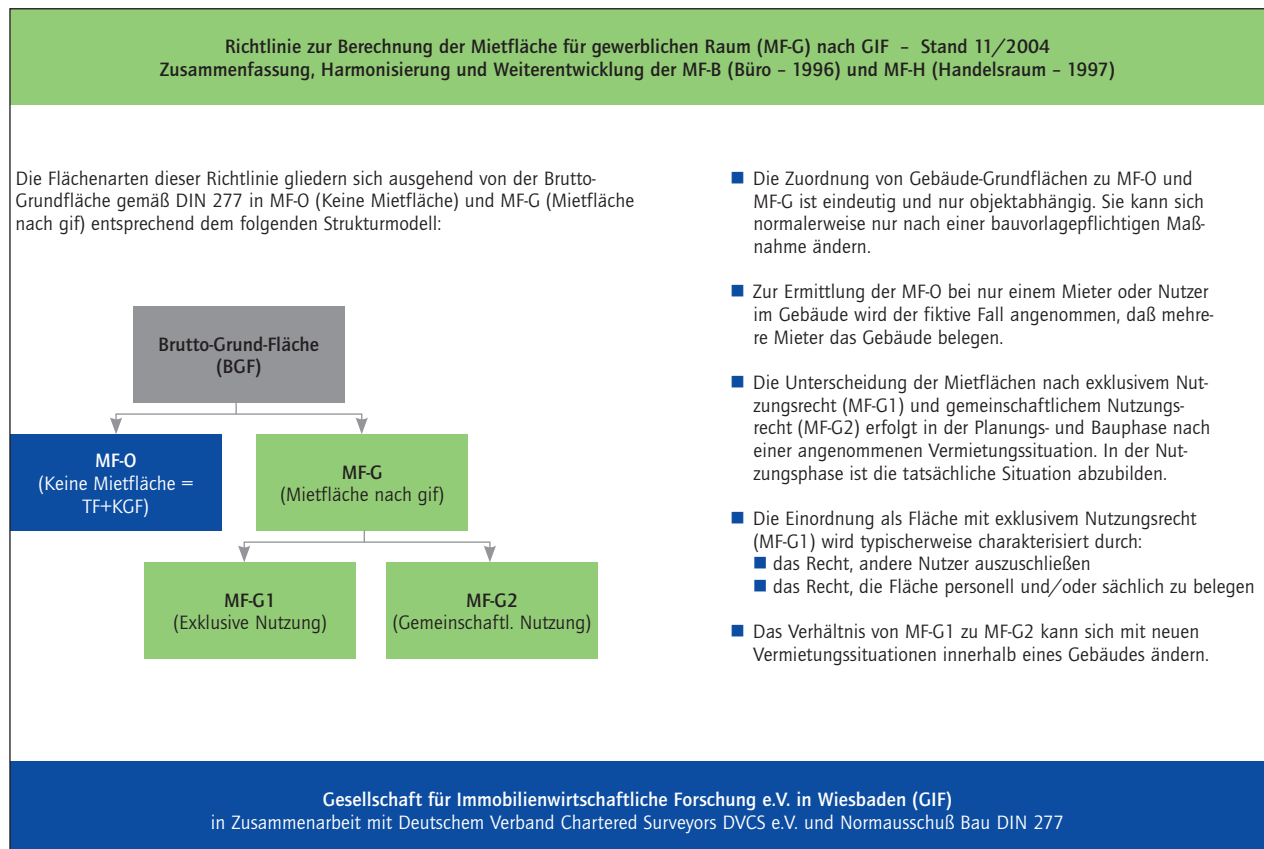 Richtlinie zur Berechnung der Mietfläche für gewerblichen Raum (MF-G) nach GIF – Stand 11/2004
Zusammenfassung, Harmonisierung und Weiterentwicklung der MF-B (Büro – 1996) und MF-H (Handelsraum – 1997)
Die Flächenarten dieser Richtlinie gliedern sich ausgehend von der Brutto-
Grundfläche gemäß DIN 277 in MF-O (Keine Mietfläche) und MF-G (Mietfläche
nach gif) entsprechend dem folgenden Strukturmodell:
Brutto-Grund-Fläche
(BGF)
MF-O
(Keine Mietfläche =
TF+KGF)
MF-G
(Mietfläche nach gif)
MF-G1
(Exklusive Nutzung)
MF-G2
(Gemeinschaftl. Nutzung)
■ Die Zuordnung von Gebäude-Grundflächen zu MF-O und
MF-G ist eindeutig und nur objektabhängig. Sie kann sich
normalerweise nur nach einer bauvorlagepflichtigen Maß-
nahme ändern.
■ Zur Ermittlung der MF-O bei nur einem Mieter oder Nutzer
im Gebäude wird der fiktive Fall angenommen, daß mehre-
re Mieter das Gebäude belegen.
■ Die Unterscheidung der Mietflächen nach exklusivem Nut-
zungsrecht (MF-G1) und gemeinschaftlichem Nutzungs-
recht (MF-G2) erfolgt in der Planungs- und Bauphase nach
einer angenommenen Vermietungssituation. In der Nut-
zungsphase ist die tatsächliche Situation abzubilden.
■ Die Einordnung als Fläche mit exklusivem Nutzungsrecht
(MF-G1) wird typischerweise charakterisiert durch:
■ das Recht, andere Nutzer auszuschließen
■ das Recht, die Fläche personell und/oder sächlich zu belegen
■ Das Verhältnis von MF-G1 zu MF-G2 kann sich mit neuen
Vermietungssituationen innerhalb eines Gebäudes ändern.
Gesellschaft für Immobilienwirtschaftliche Forschung e.V. in Wiesbaden (GIF)
in Zusammenarbeit mit Deutschem Verband Chartered Surveyors DVCS e.V. und Normausschuß Bau DIN 277